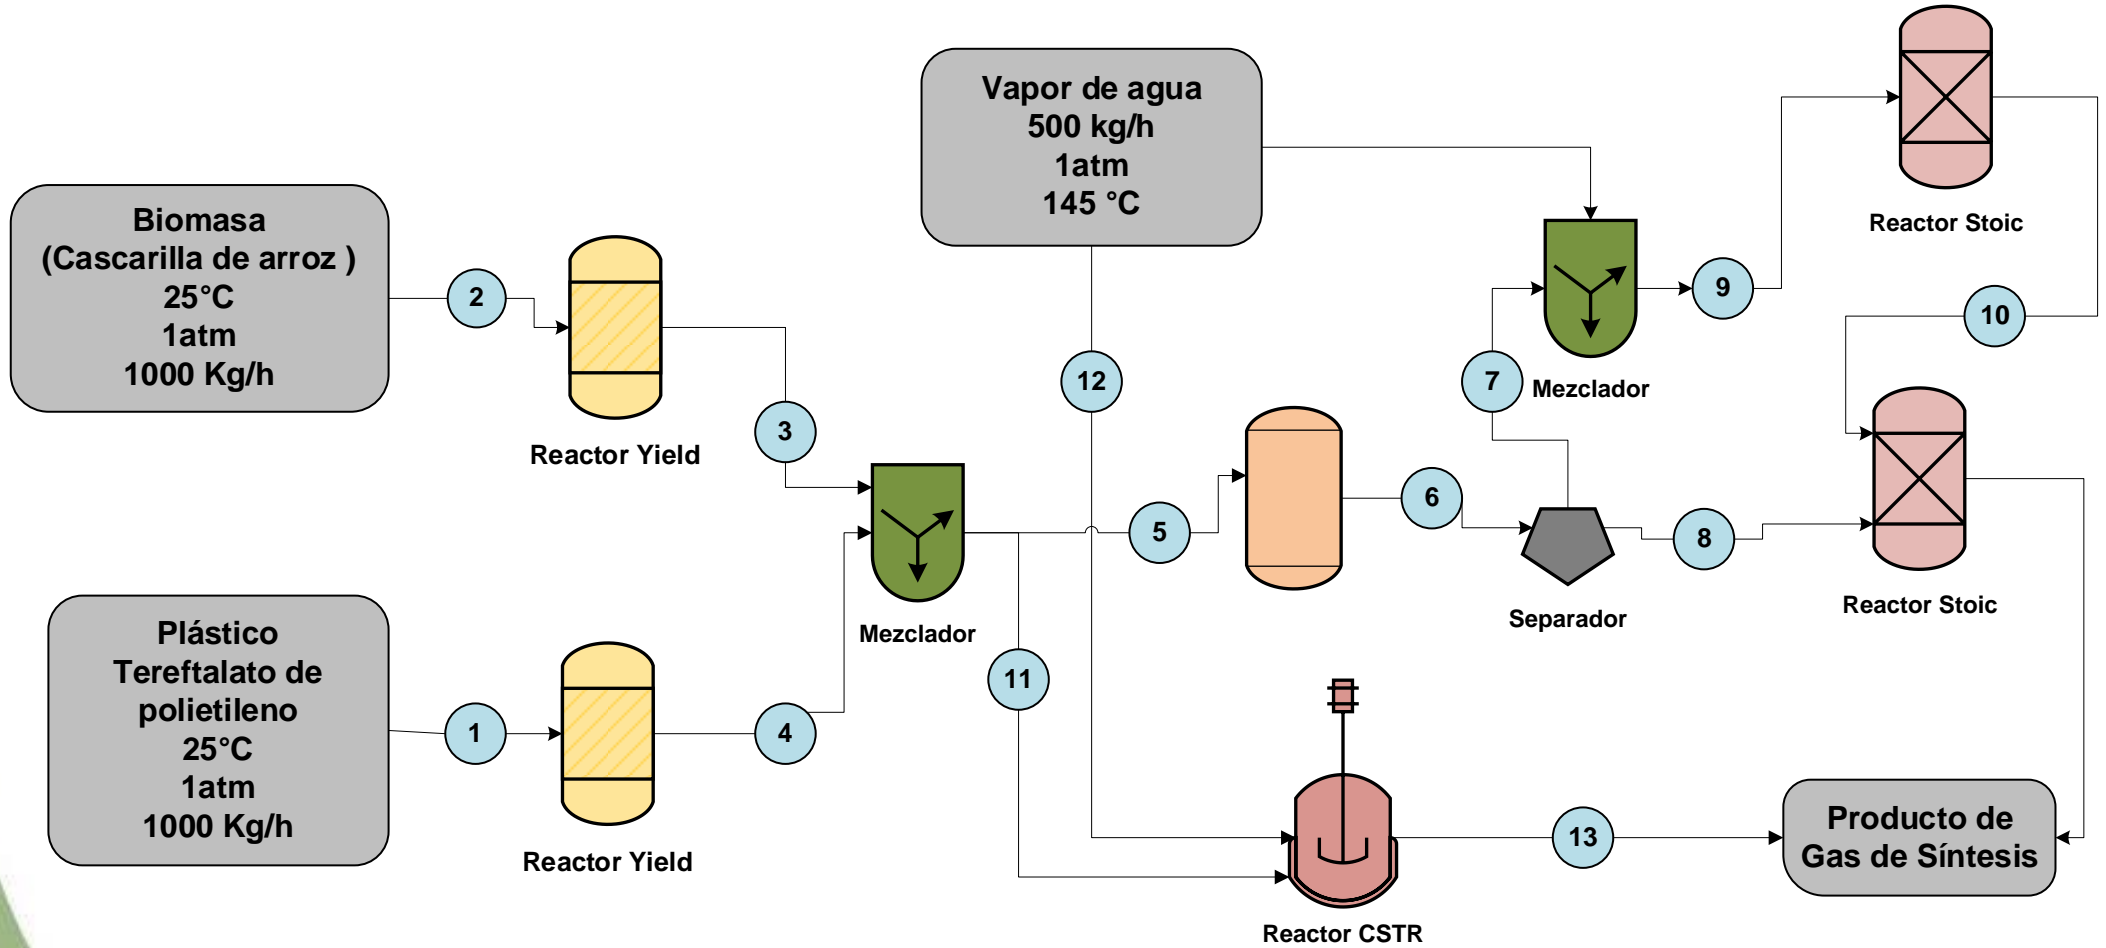 Vapor de agua
500 kg/h
1atm
145 °C
Reactor Stoic
Biomasa
(Cascarilla de arroz )
25°C
1atm
1000 Kg/h
2
Reactor Yield
3
12
7
Mezclador
9
10
Mezclador
5
6
Separador
8
Reactor Stoic
Plástico
Tereftalato de
polietileno
25°C
1atm
1000 Kg/h
1
Reactor Yield
4
11
Reactor CSTR
13
Producto de
Gas de Síntesis